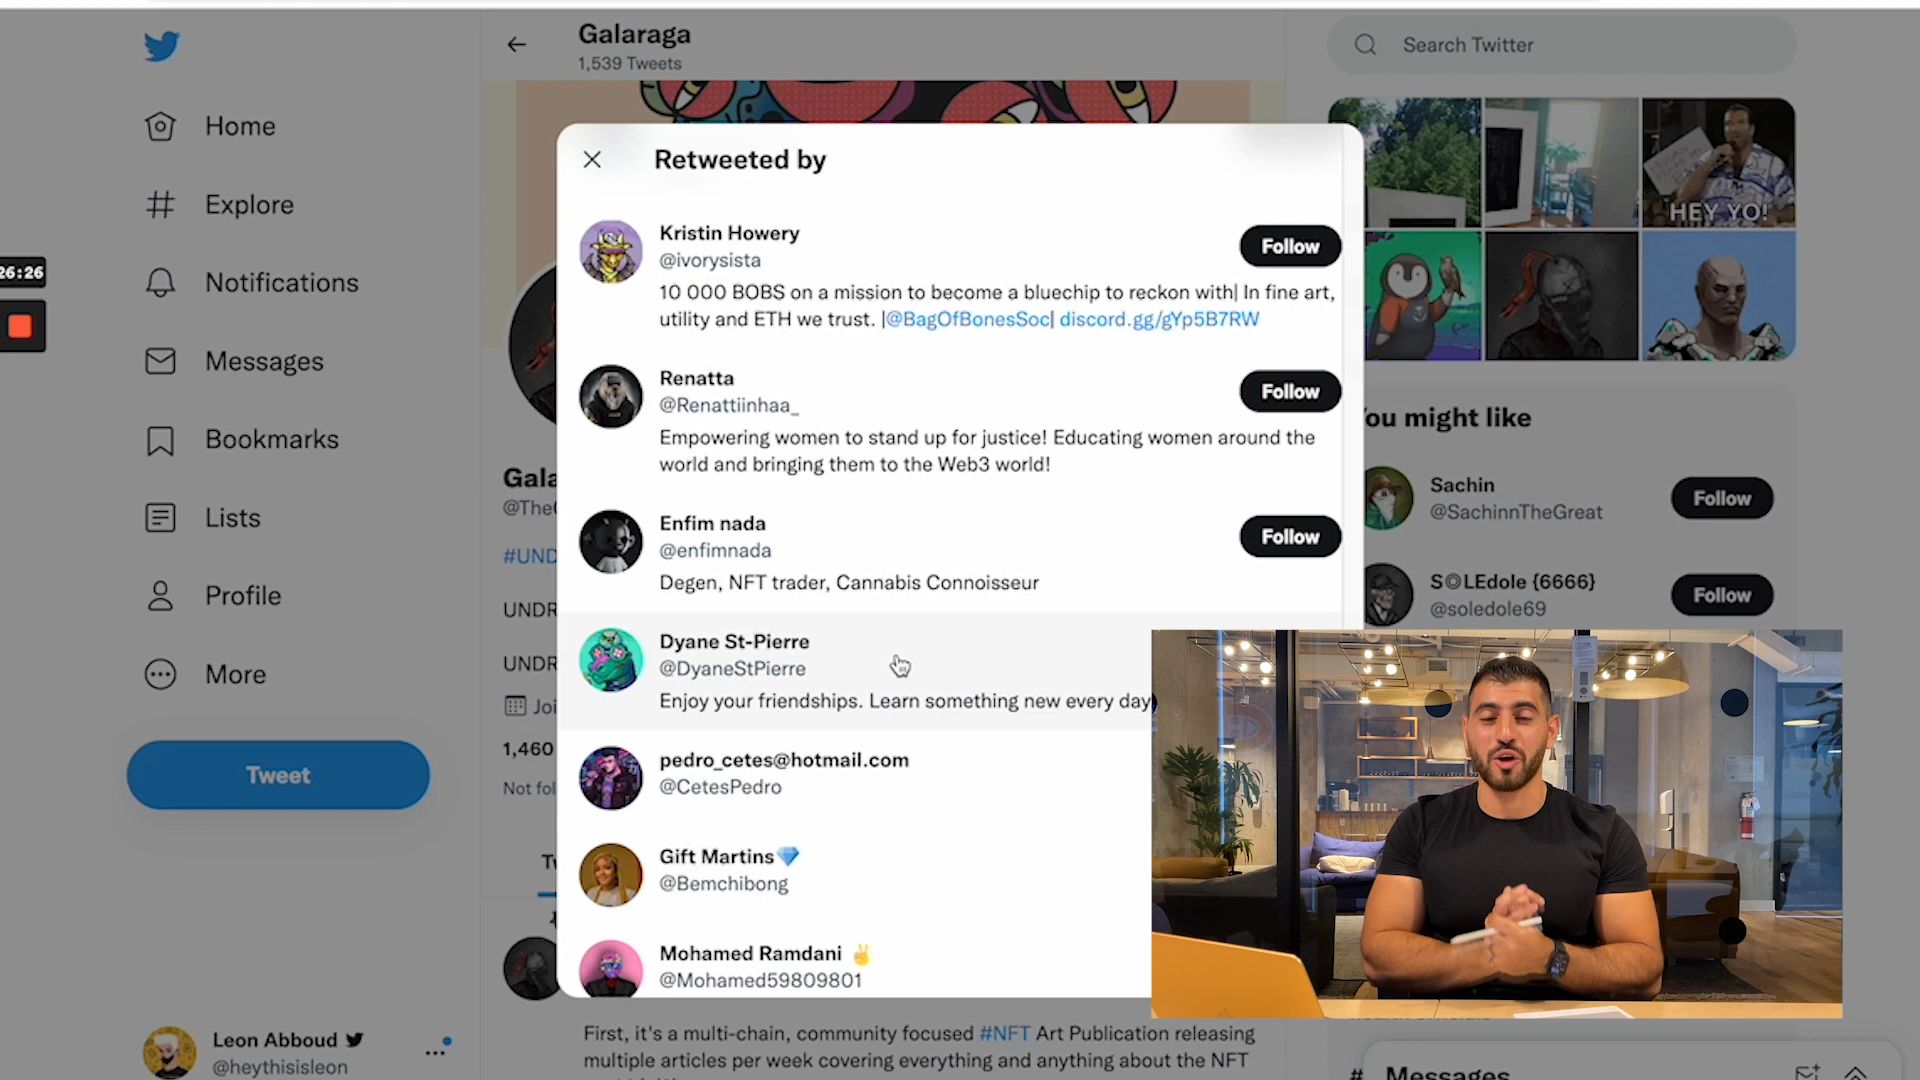 Galaraga
1,539 Tweets
Search Twitter
Home
Explore
Notifications
Messages
Bookmarks
Lists
Profile
More
Tweet
Leon Abboud
@heythisisleon
26:26
HEY YO!
Retweeted by
Kristin Howery
@ivorysista
Follow
10 000 BOBS on a mission to become a bluechip to reckon with| In fine art,
utility and ETH we trust. |@BagOfBonesSoc| discord.gg/gYp5B7RW
Renatta
@Renattiinhaa_
Follow
Empowering women to stand up for justice! Educating women around the
world and bringing them to the Web3 world!
Enfim nada
@enfimnada
Follow
Degen, NFT trader, Cannabis Connoisseur
Dyane St-Pierre
@DyaneStPierre
Enjoy your friendships. Learn something new every day
pedro_cetes@hotmail.com
@CetesPedro
Gift Martins💎
@Bemchibong
Mohamed Ramdani ✌️
@Mohamed59809801
Gala
@The
#UND
UNDR
UNDR
Joi
1,460
Not fol
Tw
First, it's a multi-chain, community focused #NFT Art Publication releasing
multiple articles per week covering everything and anything about the NFT
You might like
Sachin
@SachinnTheGreat
Follow
S◎LEdole {6666}
@soledole69
Follow
#
Messages